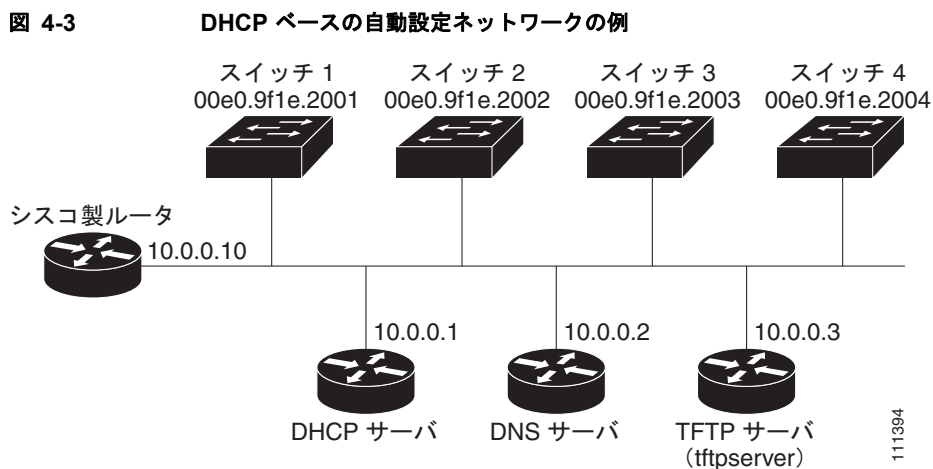 図 4-3 DHCP ベースの自動設定ネットワークの例
スイッチ 1 スイッチ 2 スイッチ 3 スイッチ 4
00e0.9f1e.2001 00e0.9f1e.2002 00e0.9f1e.2003 00e0.9f1e.2004
シスコ製ルータ
10.0.0.10
10.0.0.1 10.0.0.2 10.0.0.3
DHCP サーバ DNS サーバ TFTP サーバ
（tftpserver）
111394